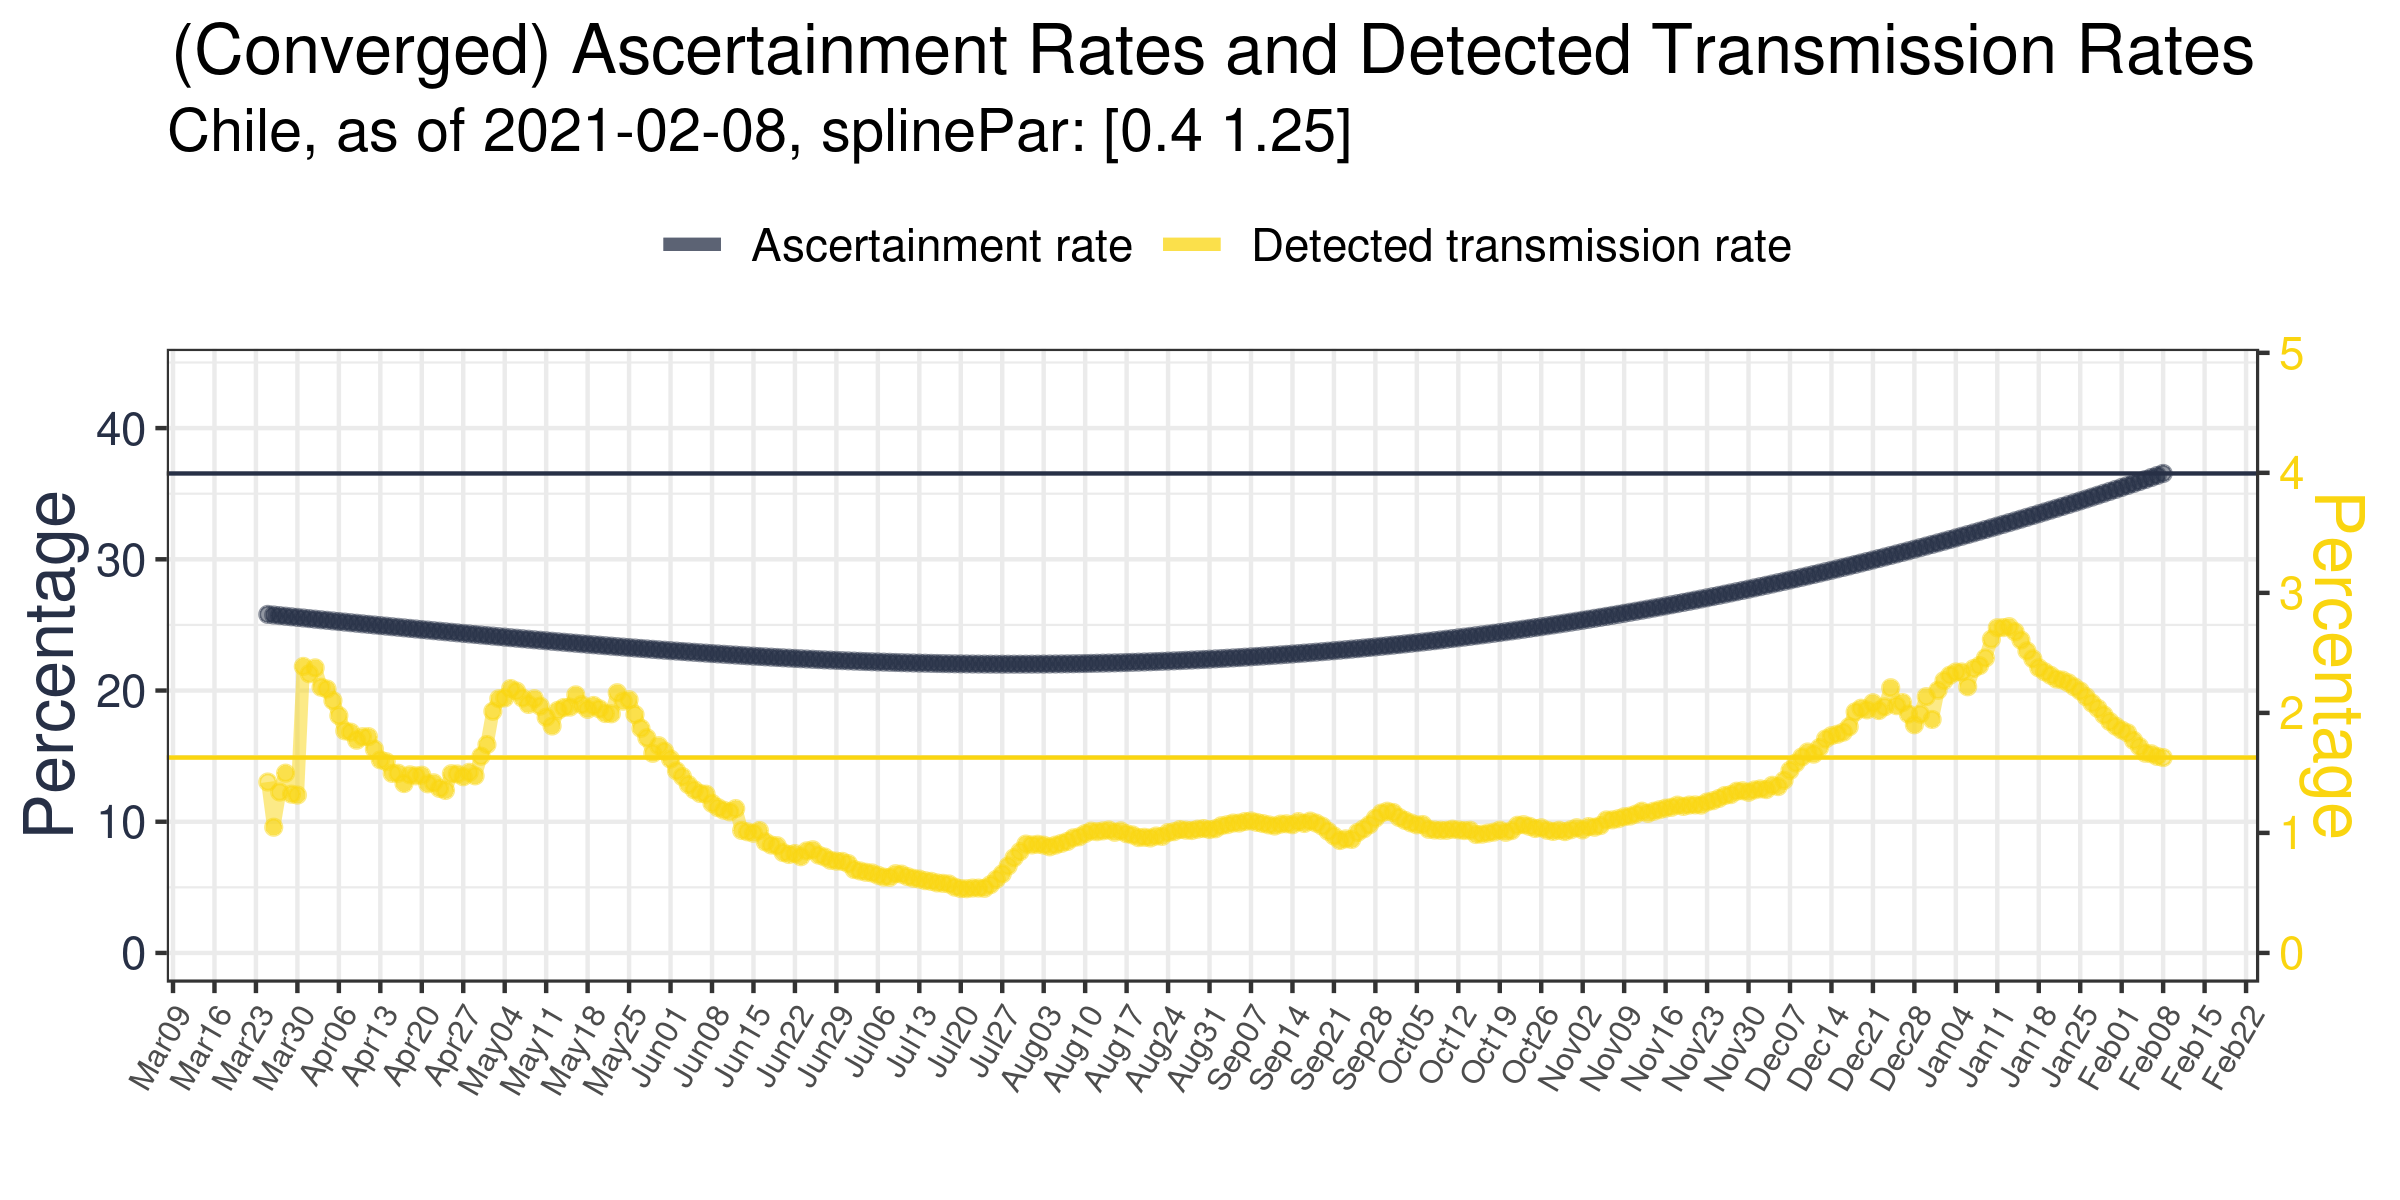 (Converged) Ascertainment Rates and Detected Transmission Rates
Chile, as of 2021-02-08, splinePar: [0.4 1.25]
Ascertainment rate
Detected transmission rate
Percentage
40
30
20
10
0
5
4
3
2
1
0
Percentage
Mar09
Mar16
Mar23
Mar30
Apr06
Apr13
Apr20
Apr27
May04
May11
May18
May25
Jun01
Jun08
Jun15
Jun22
Jun29
Jul06
Jul13
Jul20
Jul27
Aug03
Aug10
Aug17
Aug24
Aug31
Sep07
Sep14
Sep21
Sep28
Oct05
Oct12
Oct19
Oct26
Nov02
Nov09
Nov16
Nov23
Nov30
Dec07
Dec14
Dec21
Dec28
Jan04
Jan11
Jan18
Jan25
Feb01
Feb08
Feb15
Feb22